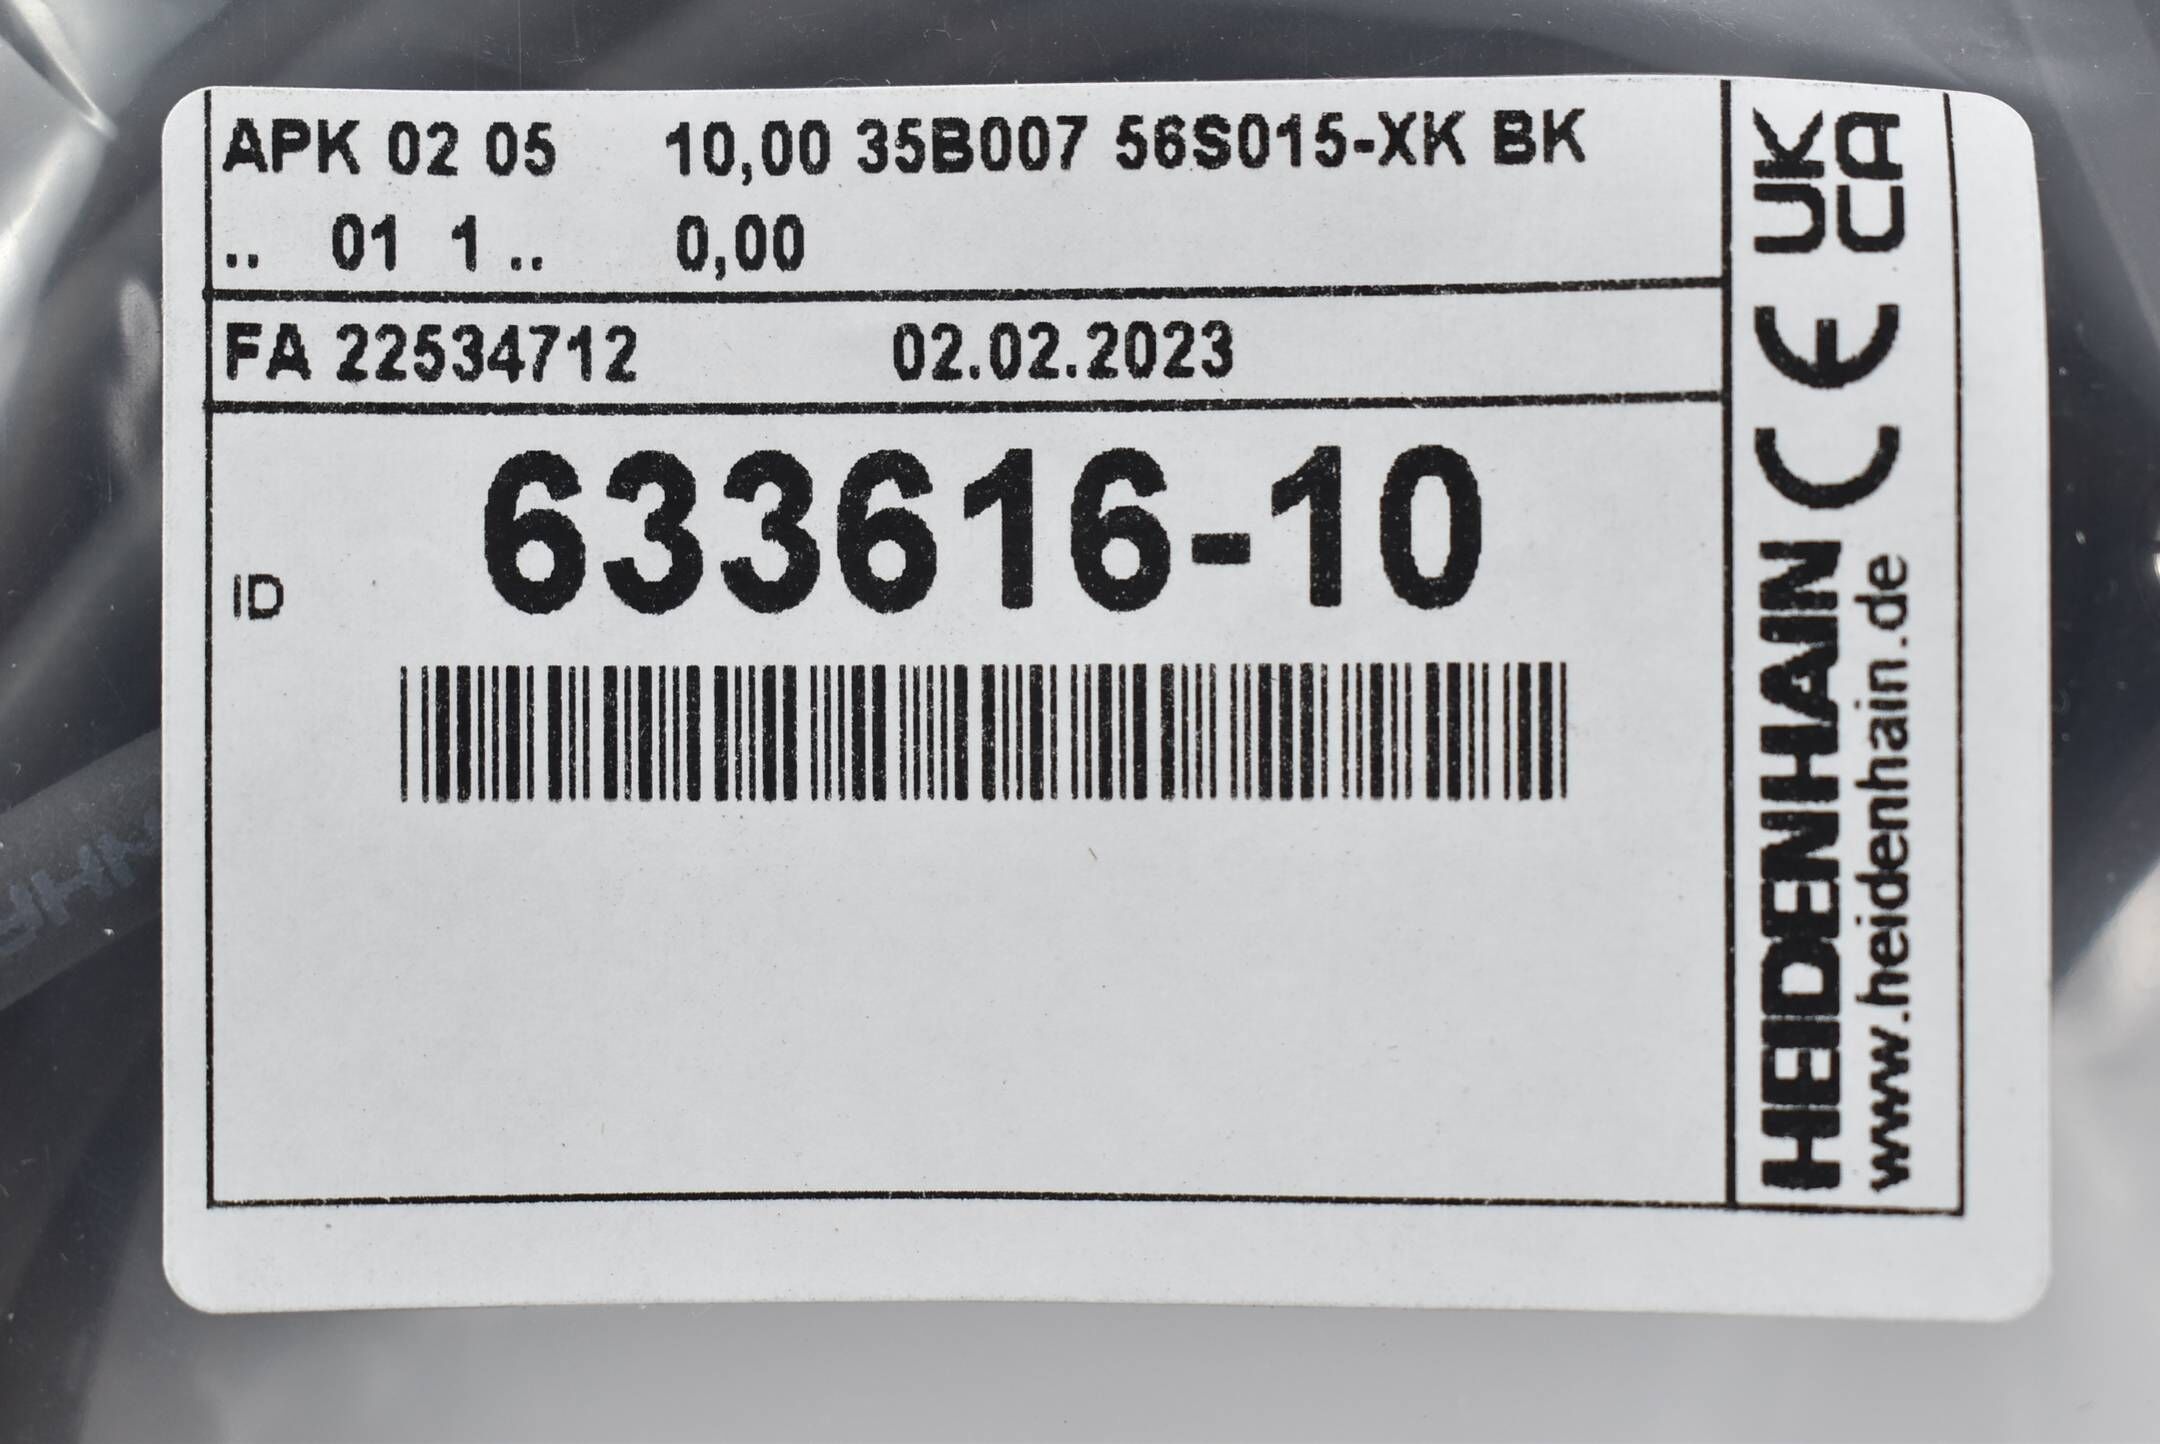 APK 02 05 10,00 35B007 56S015-XK BK
.. 01 1 .. 0,00
FA 22534712 02.02.2023
ID 633616-10
HEIDENHAIN CE UK CA
www.heidenhain.de